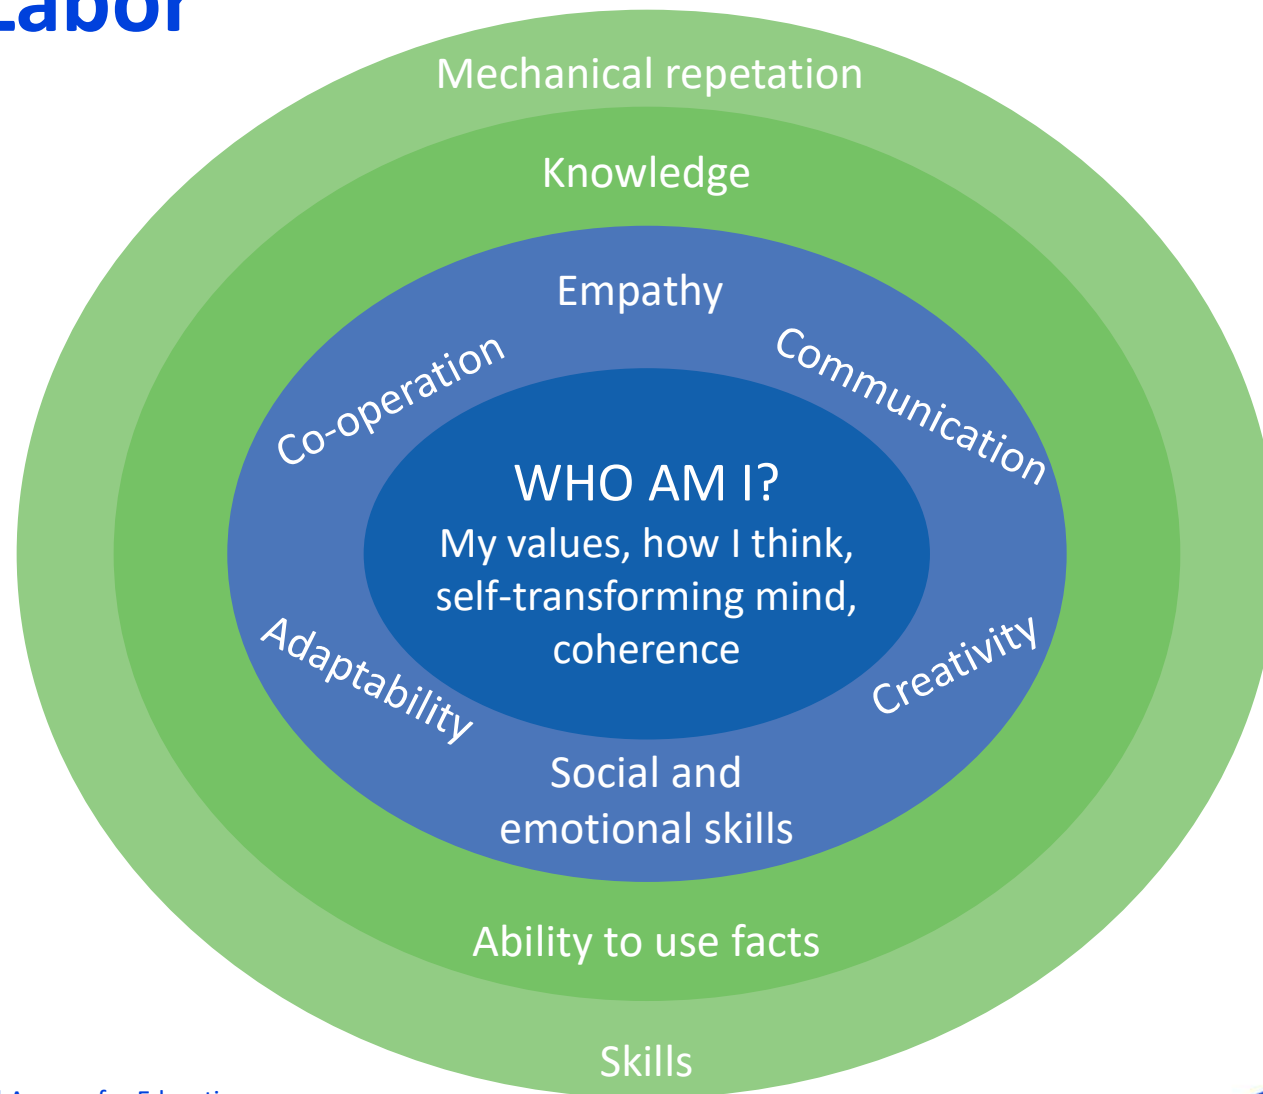 Labor
Mechanical repetation
Knowledge
Empathy
Co-operation
Communication
WHO AM I?
My values, how I think,
self-transforming mind,
coherence
Adaptability
Creativity
Social and
emotional skills
Ability to use facts
Skills